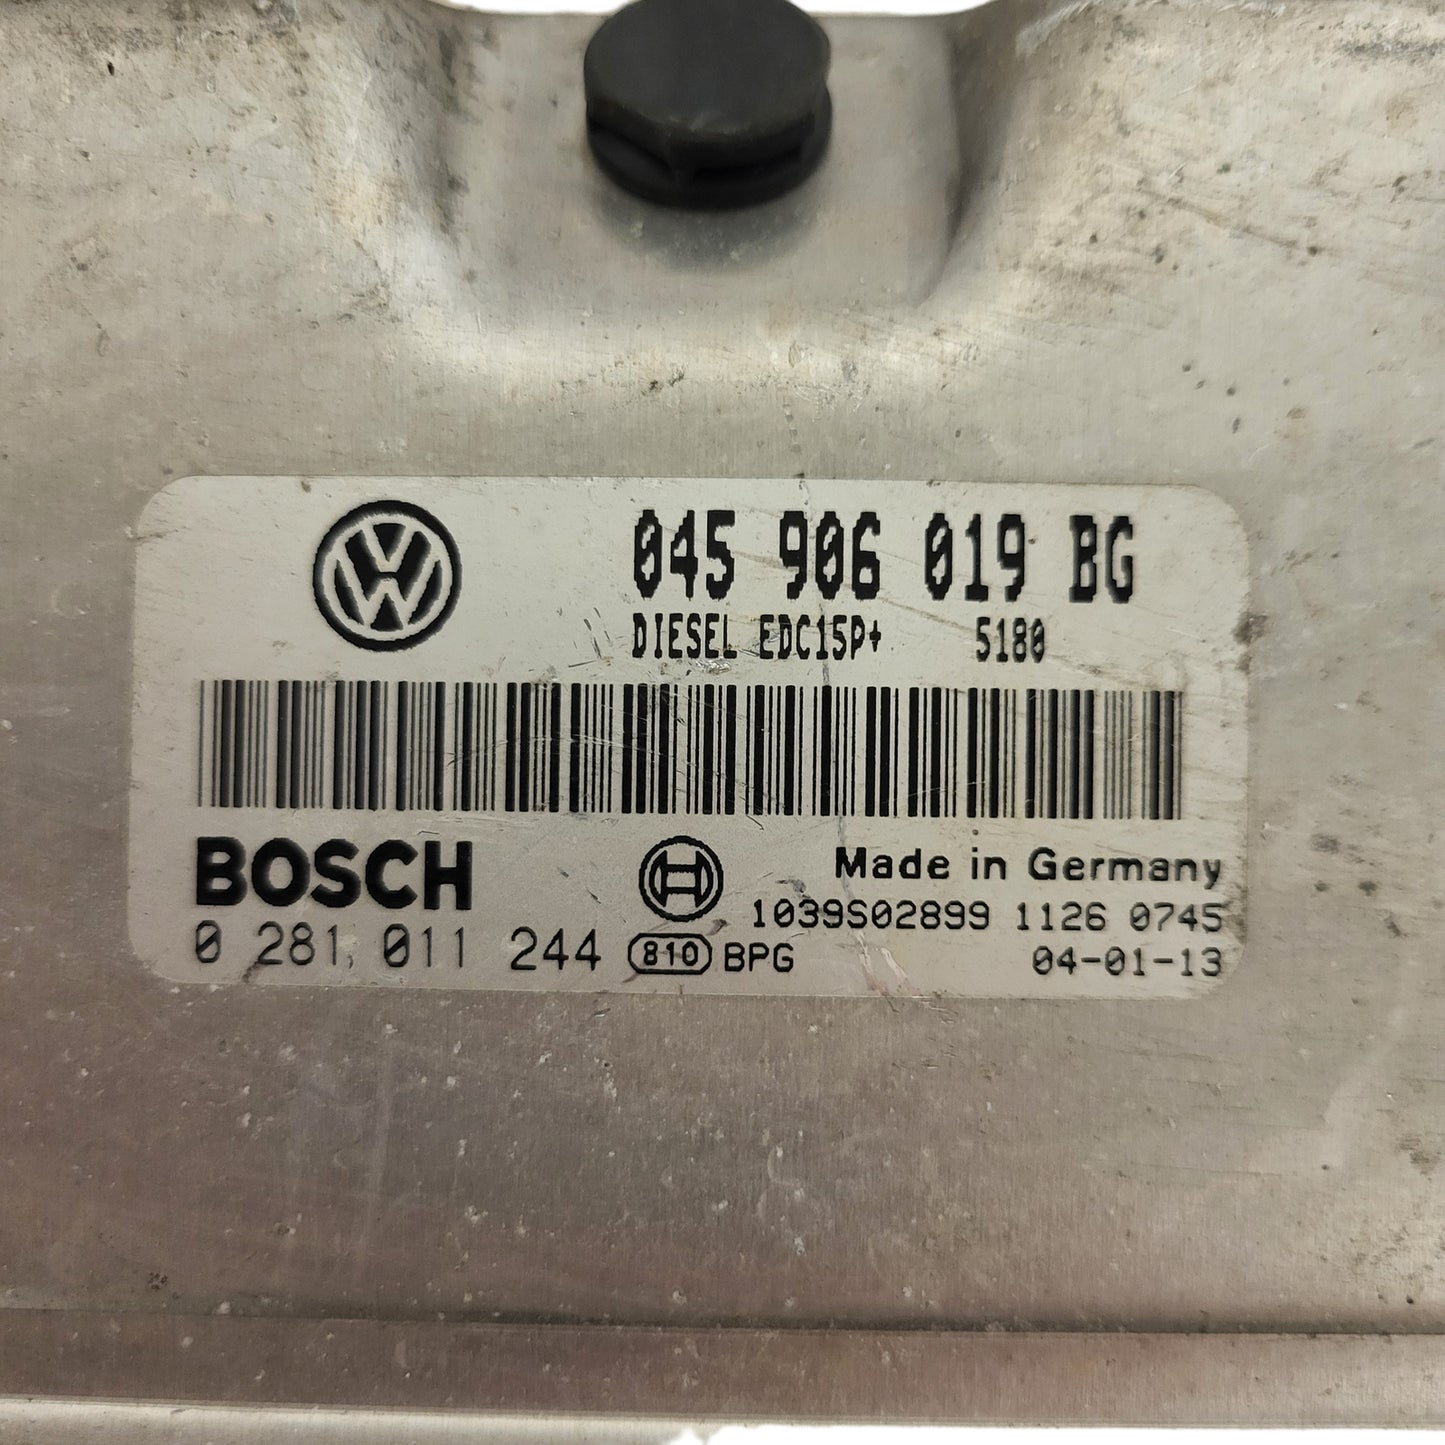 045 906 019 BG
DIESEL EDC15P+ 5180
BOSCH
Made in Germany
1039S02899 1126 0745
0 281 011 244 810 BPG 04-01-13